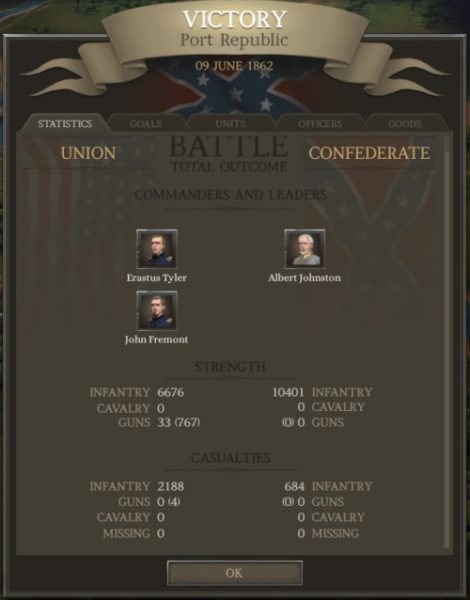 VICTORY
Port Republic
09 JUNE 1862
STATISTICS GOALS UNITS OFFICERS GOODS
UNION BATTLE CONFEDERATE
TOTAL OUTCOME
COMMANDERS AND LEADERS
Erastus Tyler Albert Johnston
John Fremont
STRENGTH
INFANTRY 6676 10401 INFANTRY
CAVALRY 0 0 CAVALRY
GUNS 33 (767) (0) 0 GUNS
CASUALTIES
INFANTRY 2188 684 INFANTRY
GUNS 0 (4) (0) 0 GUNS
CAVALRY 0 0 CAVALRY
MISSING 0 0 MISSING
OK